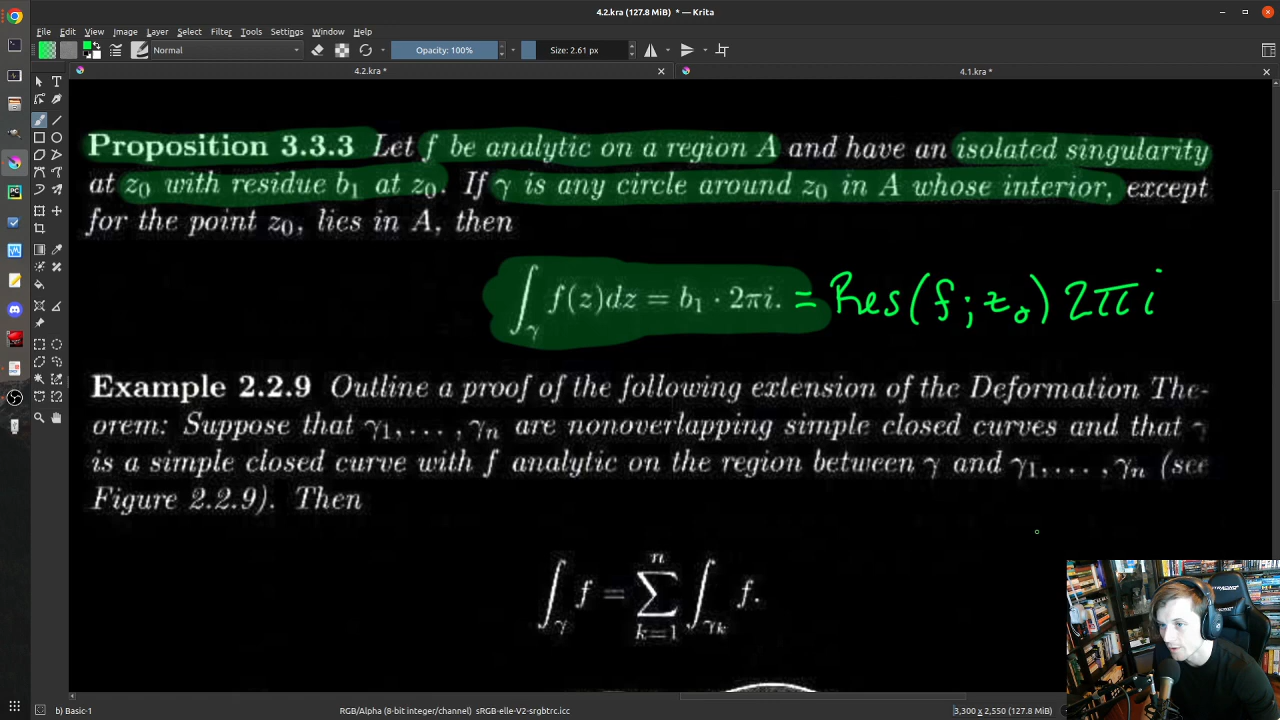 4.2.kra (127.8 MiB) * — Krita
File Edit View Image Layer Select Filter Tools Settings Window Help
Normal Opacity: 100% Size: 2.61 px
4.2.kra * 4.1.kra *
Proposition 3.3.3 Let f be analytic on a region A and have an isolated singularity
at z₀ with residue b₁ at z₀. If γ is any circle around z₀ in A whose interior, except
for the point z₀, lies in A, then
∫_γ f(z)dz = b₁ · 2πi. = Res(f; z₀) 2πi
Example 2.2.9 Outline a proof of the following extension of the Deformation The-
orem: Suppose that γ₁, . . . , γₙ are nonoverlapping simple closed curves and that γ
is a simple closed curve with f analytic on the region between γ and γ₁, . . . , γₙ (see
Figure 2.2.9). Then
∫_γ f = ∑_{k=1}^{n} ∫_{γk} f.
b) Basic-1 RGB/Alpha (8-bit integer/channel) sRGB-elle-V2-srgbtrc.icc 3,300 x 2,550 (127.8 MiB)